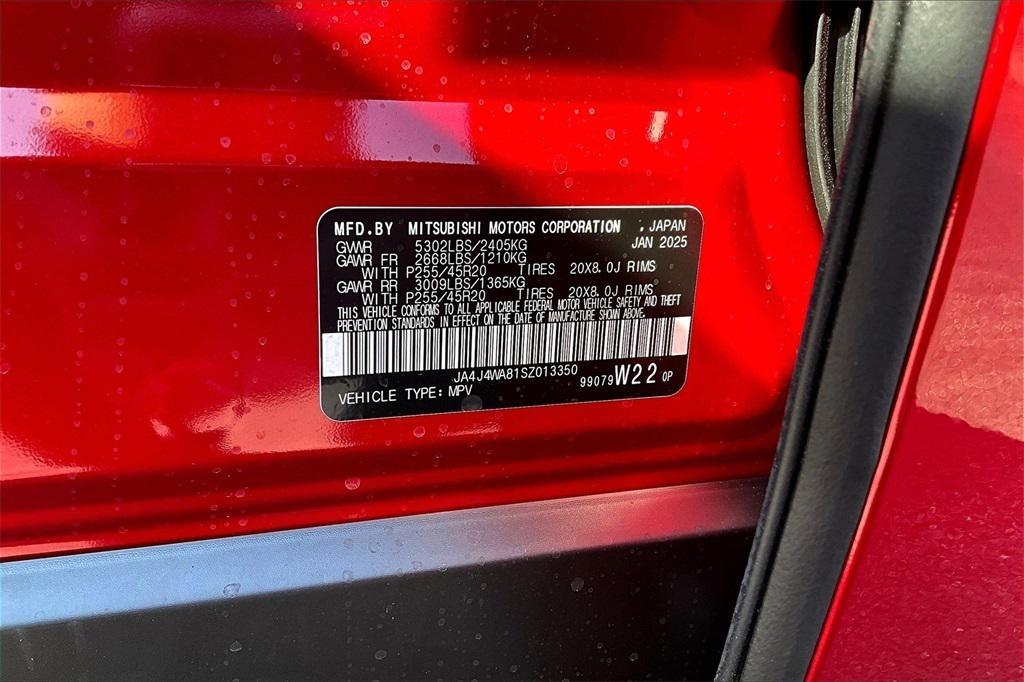 MFD.BY MITSUBISHI MOTORS CORPORATION , JAPAN
GWR 5302LBS/2405KG JAN 2025
GAWR FR 2668LBS/1210KG
WITH P255/45R20 TIRES 20X8.0J RIMS
GAWR RR 3009LBS/1365KG
WITH P255/45R20 TIRES 20X8.0J RIMS
THIS VEHICLE CONFORMS TO ALL APPLICABLE FEDERAL MOTOR VEHICLE SAFETY AND THEFT
PREVENTION STANDARDS IN EFFECT ON THE DATE OF MANUFACTURE SHOWN ABOVE.
JA4J4WA81SZ013350
VEHICLE TYPE: MPV 99079 W22 0P